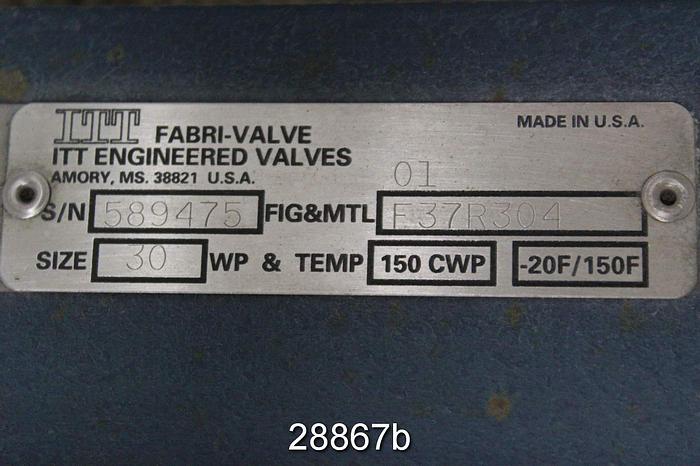 ITT FABRI-VALVE
MADE IN U.S.A.
ITT ENGINEERED VALVES
AMORY, MS. 38821 U.S.A.
01
S/N 589475 FIG&MTL F37R304
SIZE 30 WP & TEMP 150 CWP -20F/150F
28867b